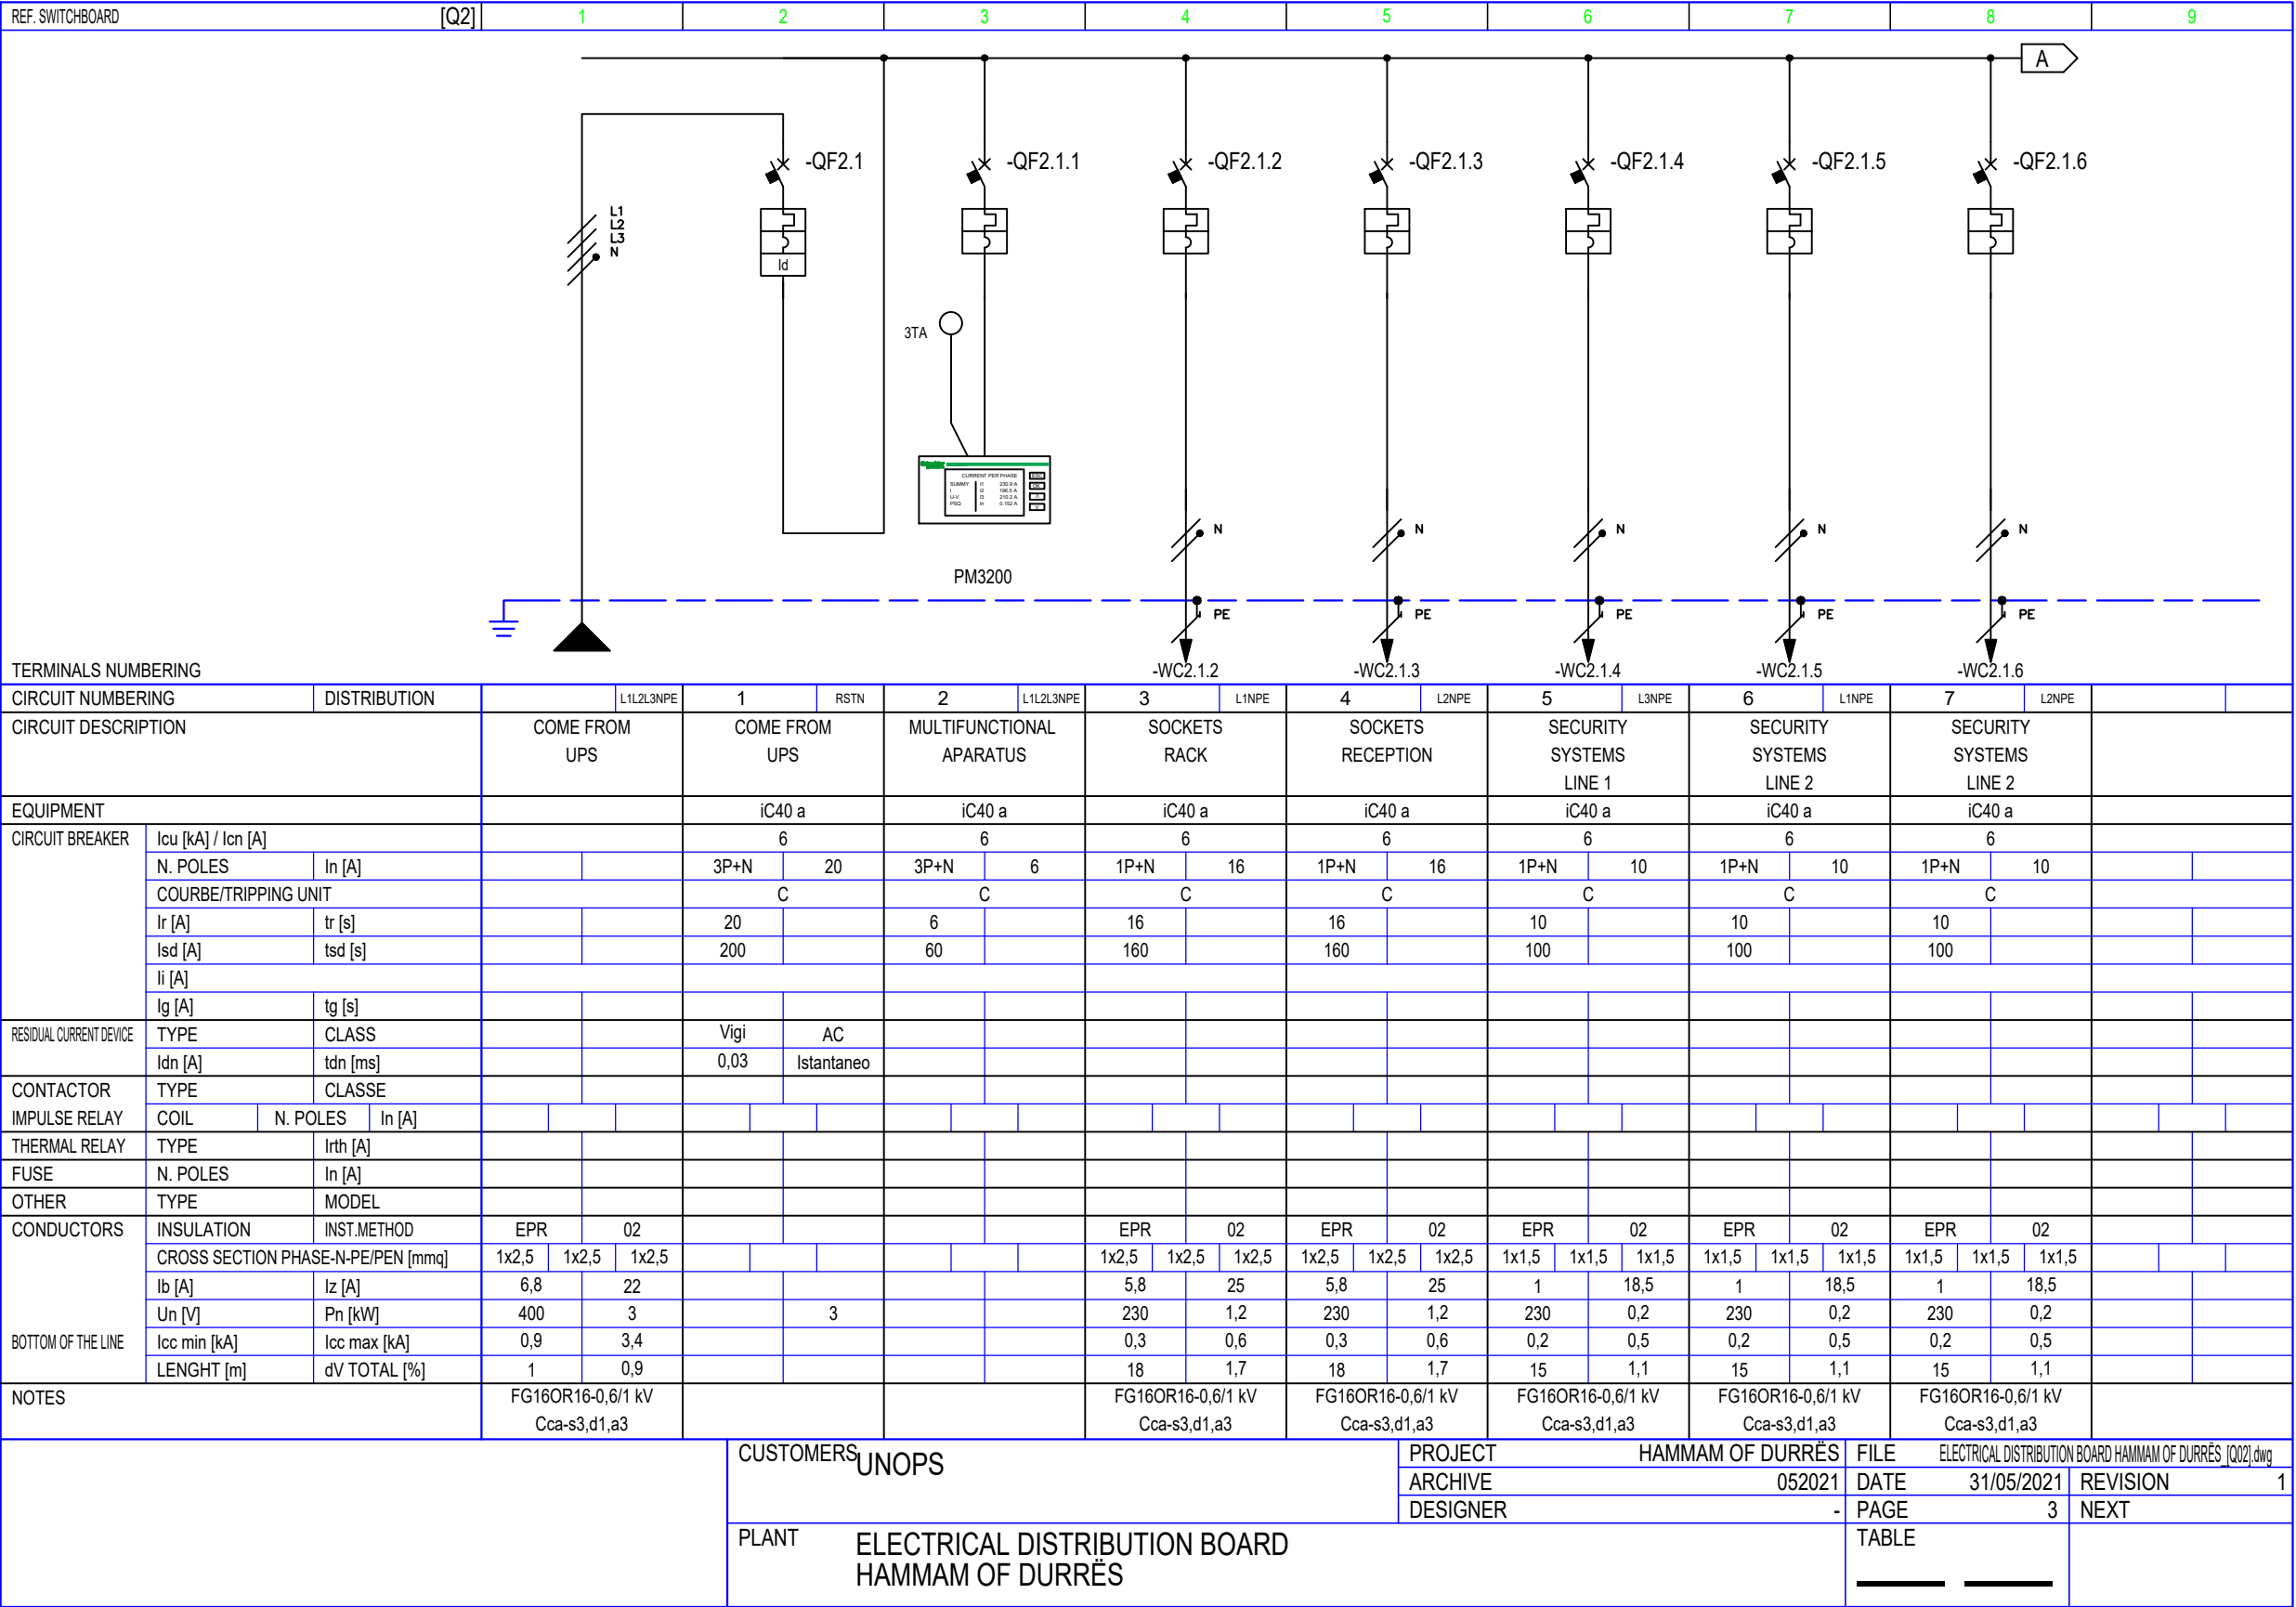 REF. SWITCHBOARD [Q2] 1 2 3 4 5 6 7 8 9
A
-QF2.1 -QF2.1.1 -QF2.1.2 -QF2.1.3 -QF2.1.4 -QF2.1.5 -QF2.1.6
L1
L2
L3
N
Id
3TA
CURRENT PER PHASE
SUMMY I1 230.9 A
I I2 196.3 A
U-V I3 210.2 A
PSQ In 0.152 A
N N N N N
PM3200
PE PE PE PE PE
TERMINALS NUMBERING -WC2.1.2 -WC2.1.3 -WC2.1.4 -WC2.1.5 -WC2.1.6
CIRCUIT NUMBERING DISTRIBUTION L1L2L3NPE 1 RSTN 2 L1L2L3NPE 3 L1NPE 4 L2NPE 5 L3NPE 6 L1NPE 7 L2NPE
CIRCUIT DESCRIPTION COME FROM COME FROM MULTIFUNCTIONAL SOCKETS SOCKETS SECURITY SECURITY SECURITY
UPS UPS APARATUS RACK RECEPTION SYSTEMS SYSTEMS SYSTEMS
LINE 1 LINE 2 LINE 2
EQUIPMENT iC40 a iC40 a iC40 a iC40 a iC40 a iC40 a iC40 a
CIRCUIT BREAKER Icu [kA] / Icn [A] 6 6 6 6 6 6 6
N. POLES In [A] 3P+N 20 3P+N 6 1P+N 16 1P+N 16 1P+N 10 1P+N 10 1P+N 10
COURBE/TRIPPING UNIT C C C C C C C
Ir [A] tr [s] 20 6 16 16 10 10 10
Isd [A] tsd [s] 200 60 160 160 100 100 100
Ii [A]
Ig [A] tg [s]
RESIDUAL CURRENT DEVICE TYPE CLASS Vigi AC
Idn [A] tdn [ms] 0,03 Istantaneo
CONTACTOR TYPE CLASSE
IMPULSE RELAY COIL N. POLES In [A]
THERMAL RELAY TYPE Irth [A]
FUSE N. POLES In [A]
OTHER TYPE MODEL
CONDUCTORS INSULATION INST.METHOD EPR 02 EPR 02 EPR 02 EPR 02 EPR 02 EPR 02
CROSS SECTION PHASE-N-PE/PEN [mmq] 1x2,5 1x2,5 1x2,5 1x2,5 1x2,5 1x2,5 1x2,5 1x2,5 1x2,5 1x1,5 1x1,5 1x1,5 1x1,5 1x1,5 1x1,5 1x1,5 1x1,5 1x1,5
Ib [A] Iz [A] 6,8 22 5,8 25 5,8 25 1 18,5 1 18,5 1 18,5
Un [V] Pn [kW] 400 3 3 230 1,2 230 1,2 230 0,2 230 0,2 230 0,2
BOTTOM OF THE LINE Icc min [kA] Icc max [kA] 0,9 3,4 0,3 0,6 0,3 0,6 0,2 0,5 0,2 0,5 0,2 0,5
LENGHT [m] dV TOTAL [%] 1 0,9 18 1,7 18 1,7 15 1,1 15 1,1 15 1,1
NOTES FG16OR16-0,6/1 kV FG16OR16-0,6/1 kV FG16OR16-0,6/1 kV FG16OR16-0,6/1 kV FG16OR16-0,6/1 kV FG16OR16-0,6/1 kV
Cca-s3,d1,a3 Cca-s3,d1,a3 Cca-s3,d1,a3 Cca-s3,d1,a3 Cca-s3,d1,a3 Cca-s3,d1,a3
CUSTOMERS UNOPS PROJECT HAMMAM OF DURRËS FILE ELECTRICAL DISTRIBUTION BOARD HAMMAM OF DURRËS_[Q02].dwg
ARCHIVE 052021 DATE 31/05/2021 REVISION 1
DESIGNER - PAGE 3 NEXT
PLANT ELECTRICAL DISTRIBUTION BOARD TABLE
HAMMAM OF DURRËS